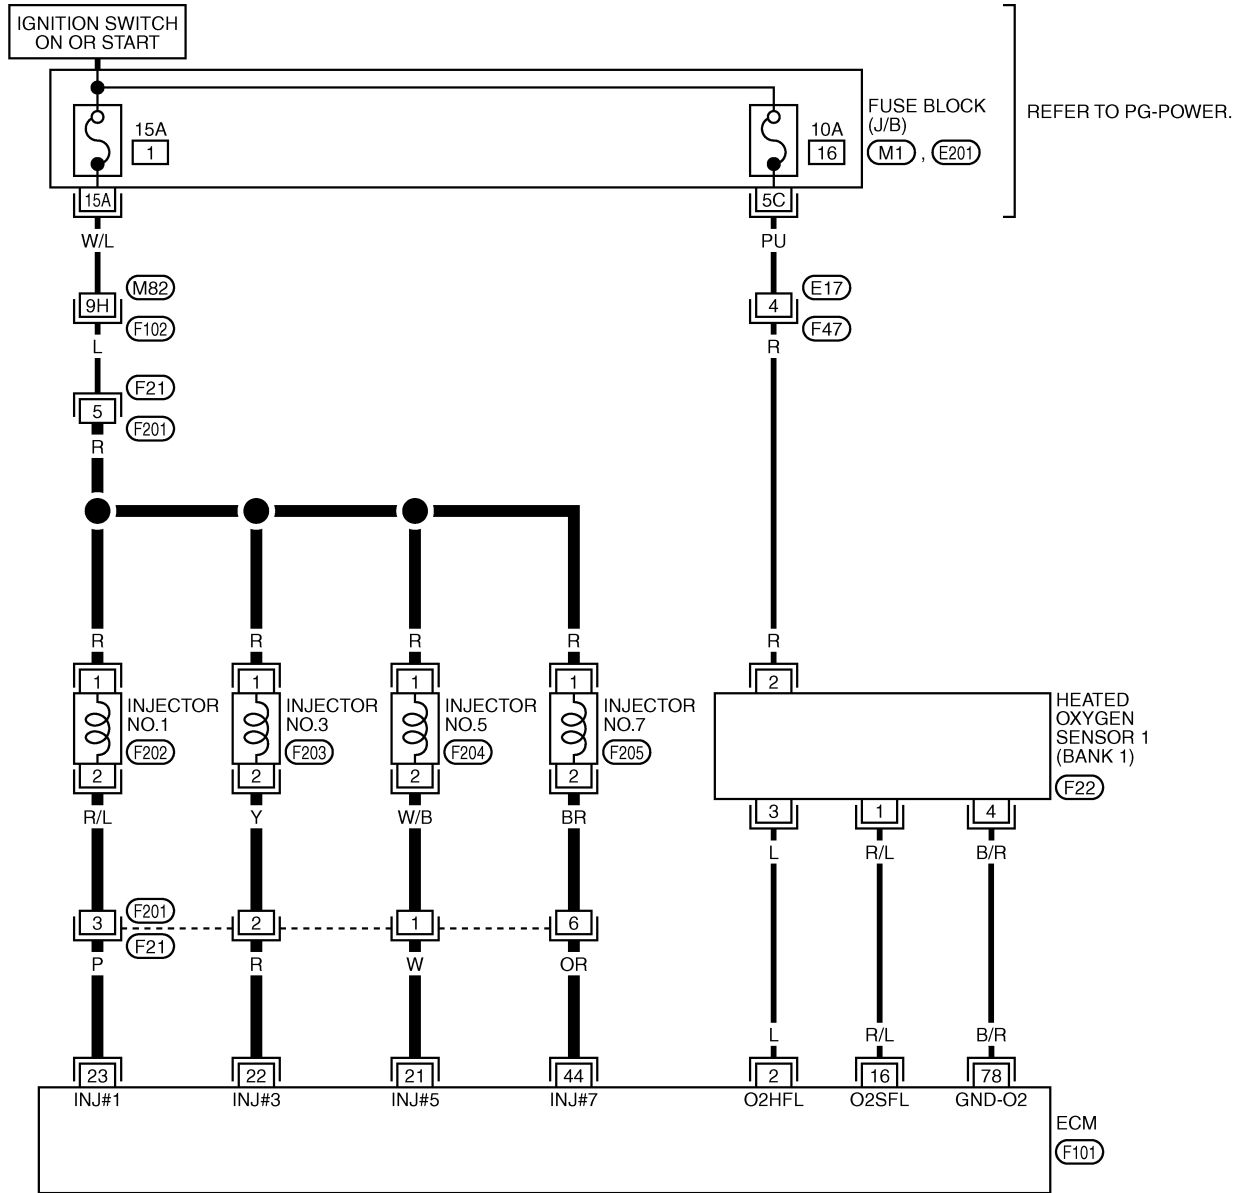 IGNITION SWITCH
ON OR START
FUSE BLOCK
(J/B)
M1 , E201
REFER TO PG-POWER.
15A
1
10A
16
15A
5C
W/L
PU
M82
9H
F102
E17
4
F47
L
R
F21
5
F201
R
R R R R R
1 1 1 1 2
INJECTOR
NO.1
F202
INJECTOR
NO.3
F203
INJECTOR
NO.5
F204
INJECTOR
NO.7
F205
HEATED
OXYGEN
SENSOR 1
(BANK 1)
F22
2 2 2 2 3 1 4
R/L Y W/B BR L R/L B/R
F201
3 2 1 6
F21
P R W OR
L R/L B/R
23 22 21 44 2 16 78
INJ#1 INJ#3 INJ#5 INJ#7 O2HFL O2SFL GND-O2
ECM
F101